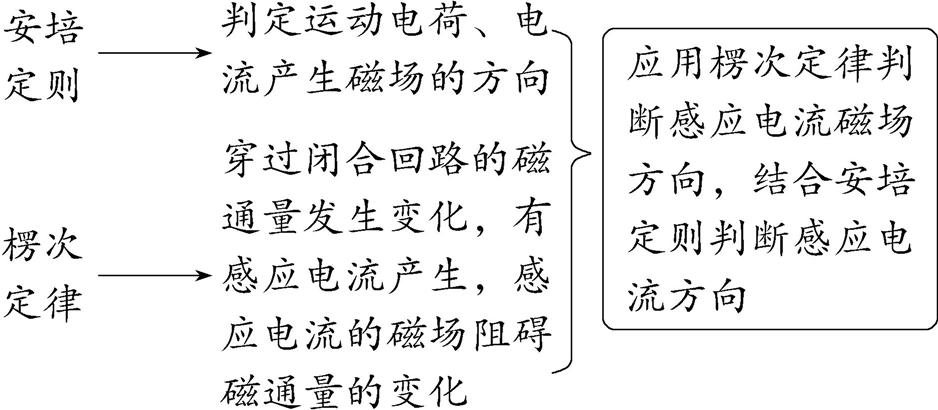 安培
定则
判定运动电荷、电
流产生磁场的方向
楞次
定律
穿过闭合回路的磁
通量发生变化，有
感应电流产生，感
应电流的磁场阻碍
磁通量的变化
应用楞次定律判
断感应电流磁场
方向，结合安培
定则判断感应电
流方向